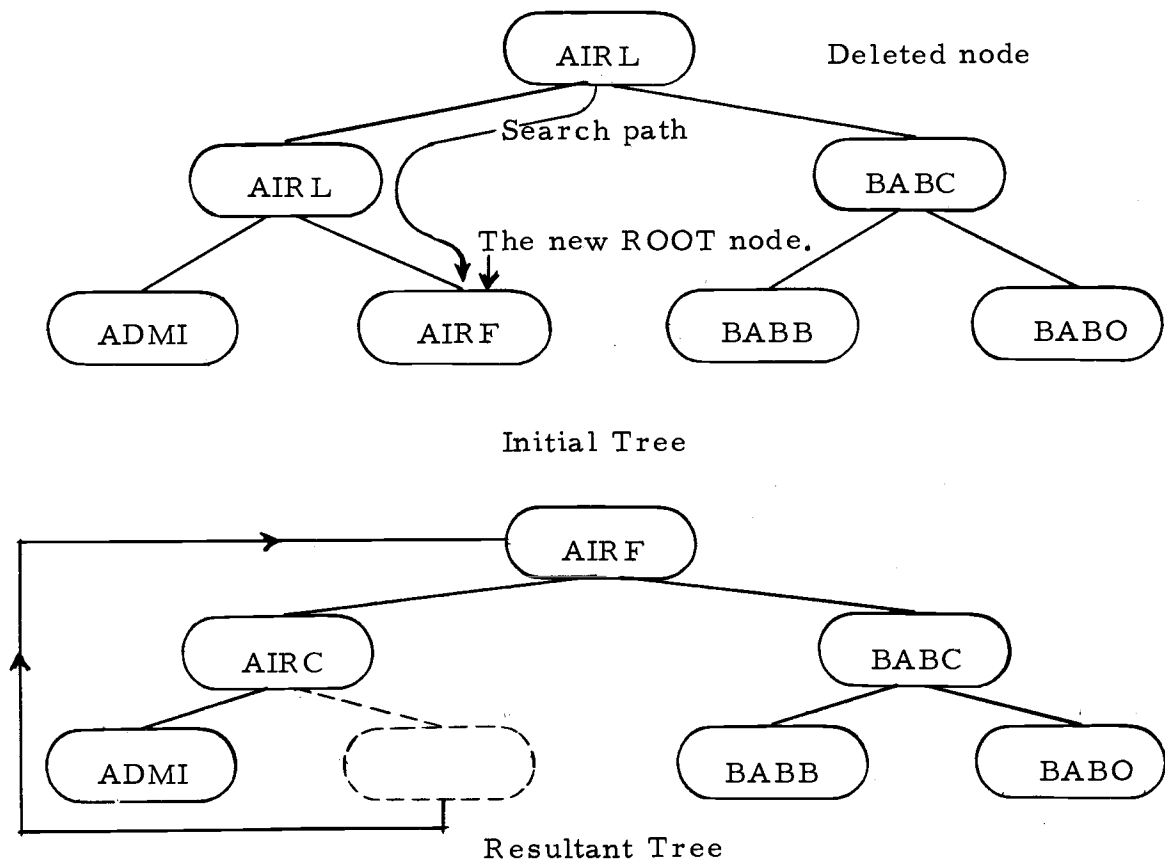 AIRL
Deleted node
Search path
AIRL
BABC
The new ROOT node.
ADMI
AIRF
BABB
BABO
Initial Tree
AIRF
AIRC
BABC
ADMI
BABB
BABO
Resultant Tree